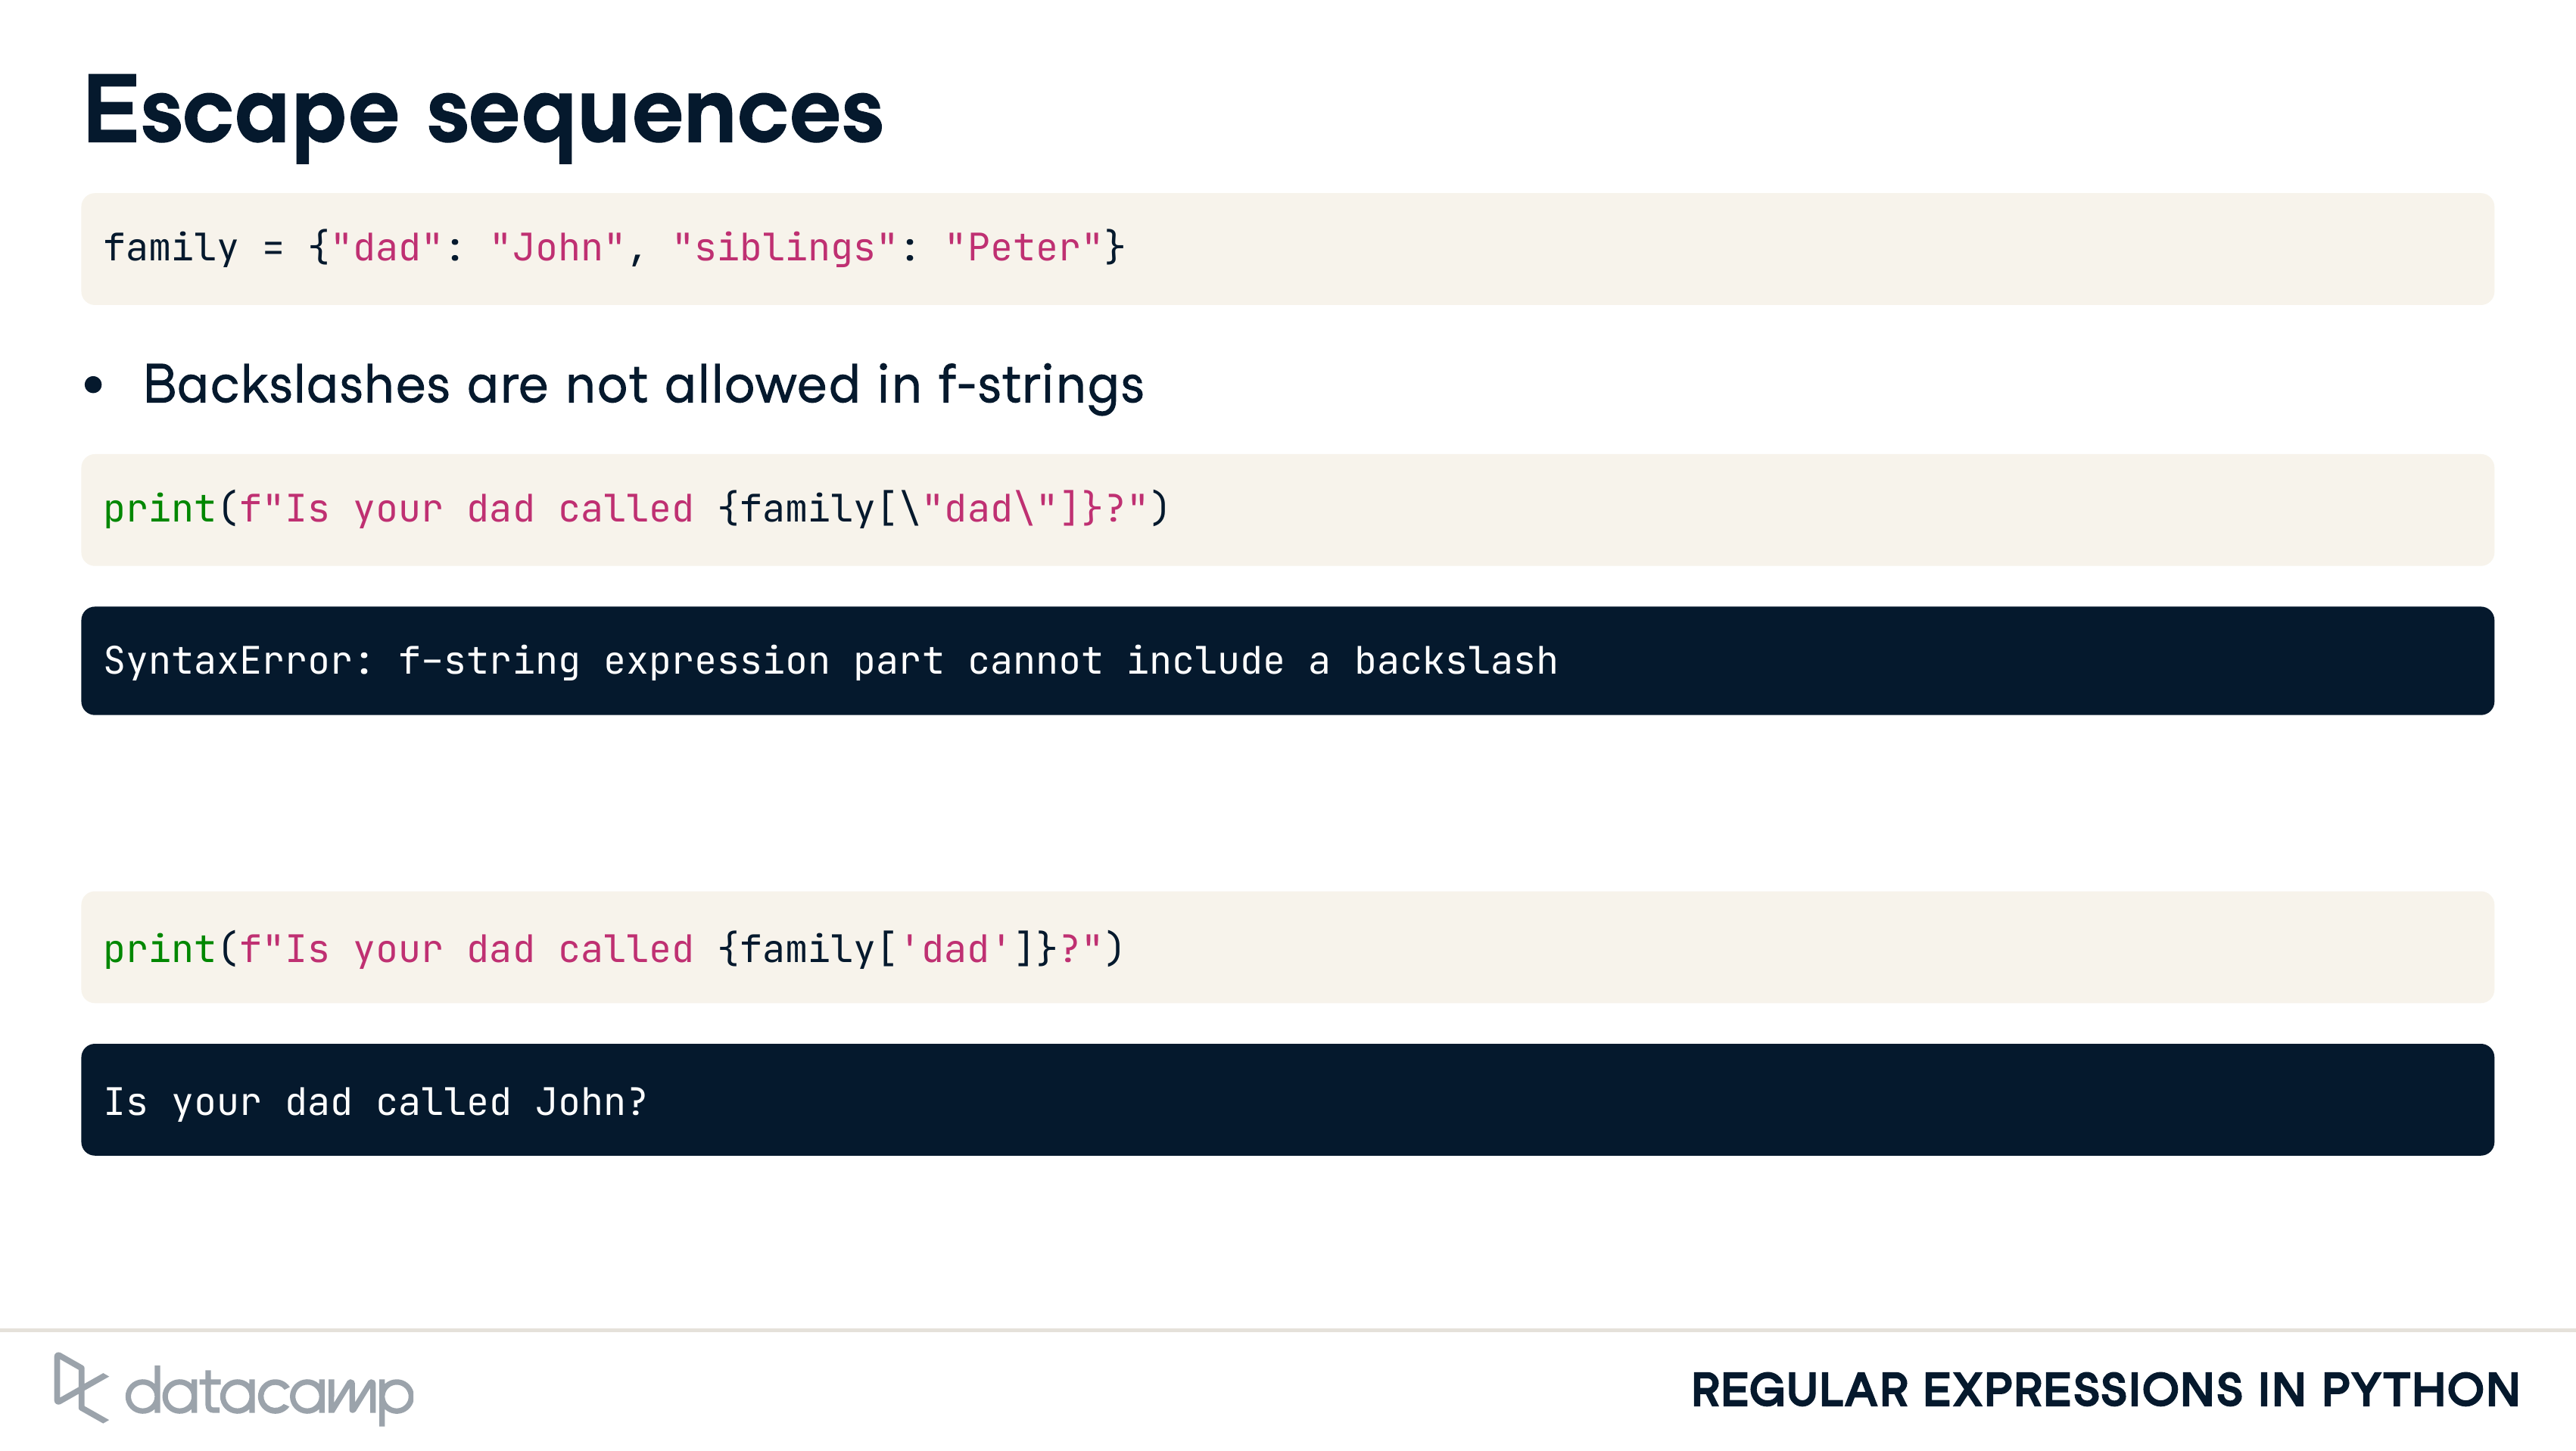 Escape sequences
family = {"dad": "John", "siblings": "Peter"}
• Backslashes are not allowed in f-strings
print(f"Is your dad called {family[\"dad\"]}?")
SyntaxError: f-string expression part cannot include a backslash
print(f"Is your dad called {family['dad']}?")
Is your dad called John?
datacamp
REGULAR EXPRESSIONS IN PYTHON